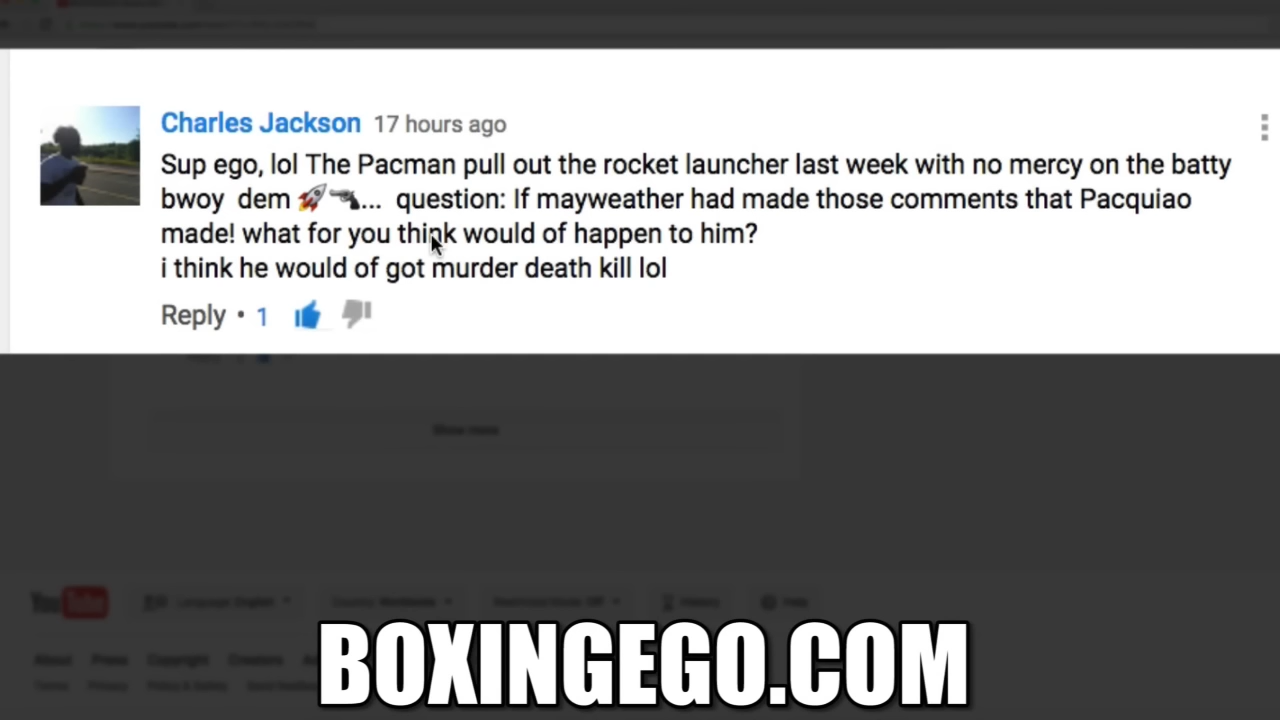 Charles Jackson 17 hours ago
Sup ego, lol The Pacman pull out the rocket launcher last week with no mercy on the batty
bwoy dem 🚀🔫... question: If mayweather had made those comments that Pacquiao
made! what for you think would of happen to him?
i think he would of got murder death kill lol
Reply • 1
Show more
YouTube
Language: English
Country: Worldwide
Restricted Mode: Off
History
Help
About Press Copyright Creators
Terms Privacy Policy & Safety Send feedback
BOXINGEGO.COM